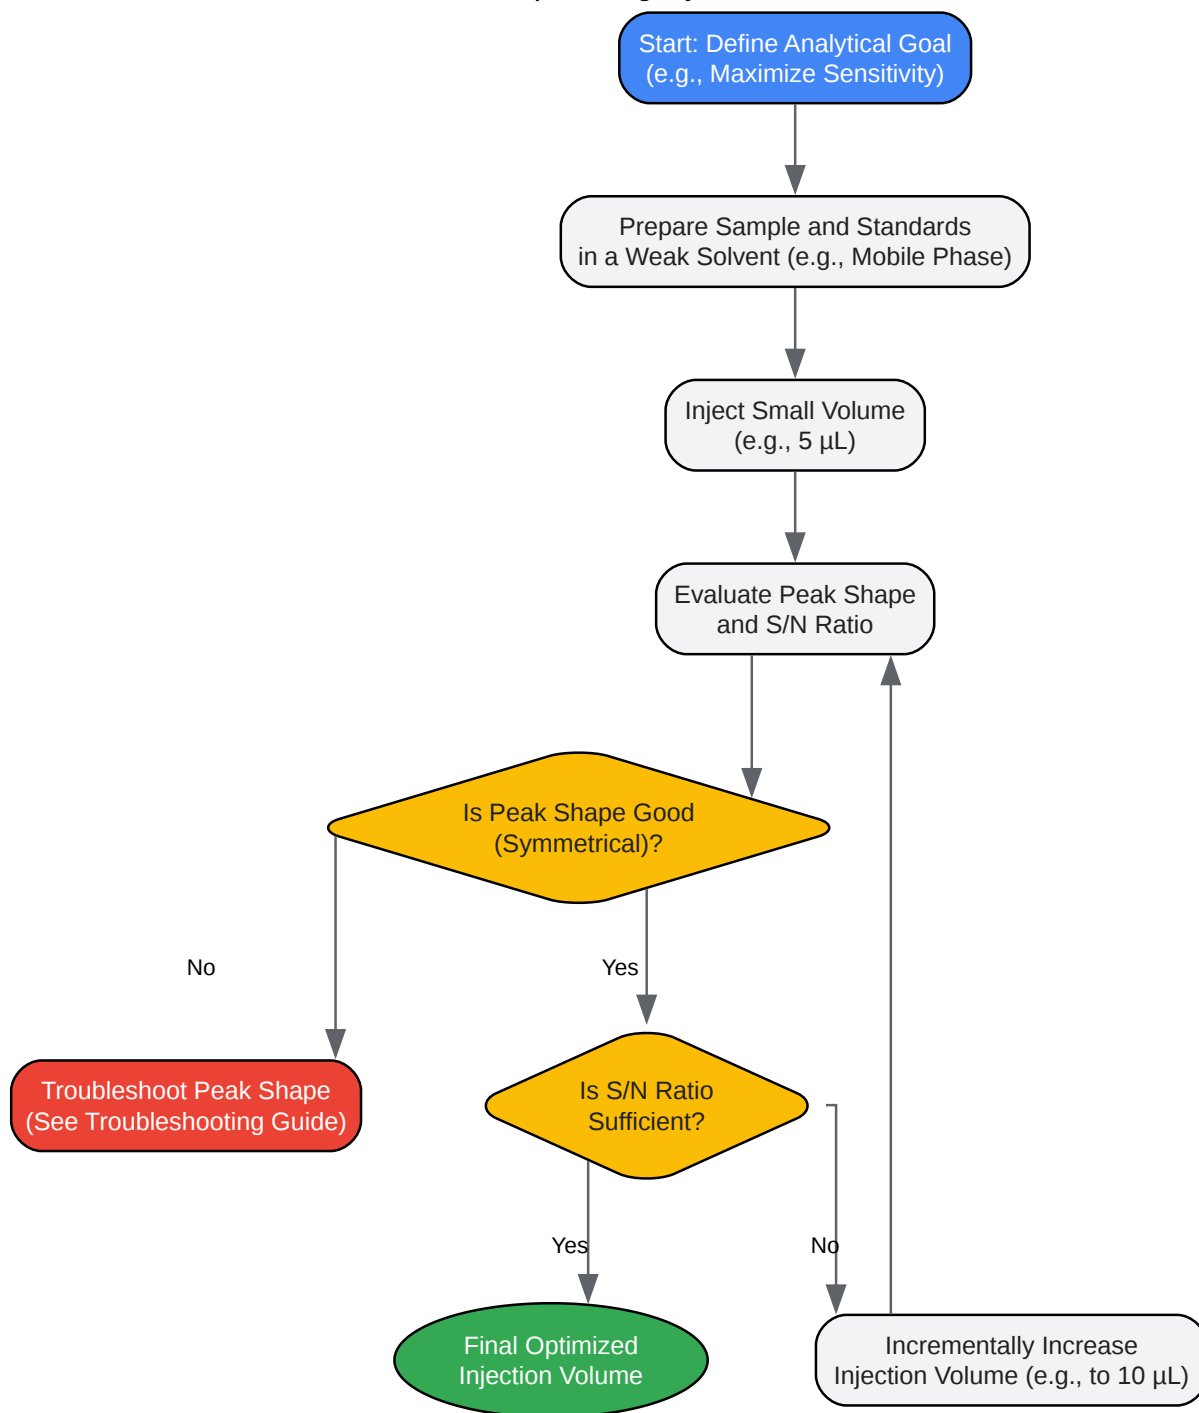 Start: Define Analytical Goal
(e.g., Maximize Sensitivity)
Prepare Sample and Standards
in a Weak Solvent (e.g., Mobile Phase)
Inject Small Volume
(e.g., 5 µL)
Evaluate Peak Shape
and S/N Ratio
Is Peak Shape Good
(Symmetrical)?
No
Yes
Troubleshoot Peak Shape
(See Troubleshooting Guide)
Is S/N Ratio
Sufficient?
Yes
No
Final Optimized
Injection Volume
Incrementally Increase
Injection Volume (e.g., to 10 µL)